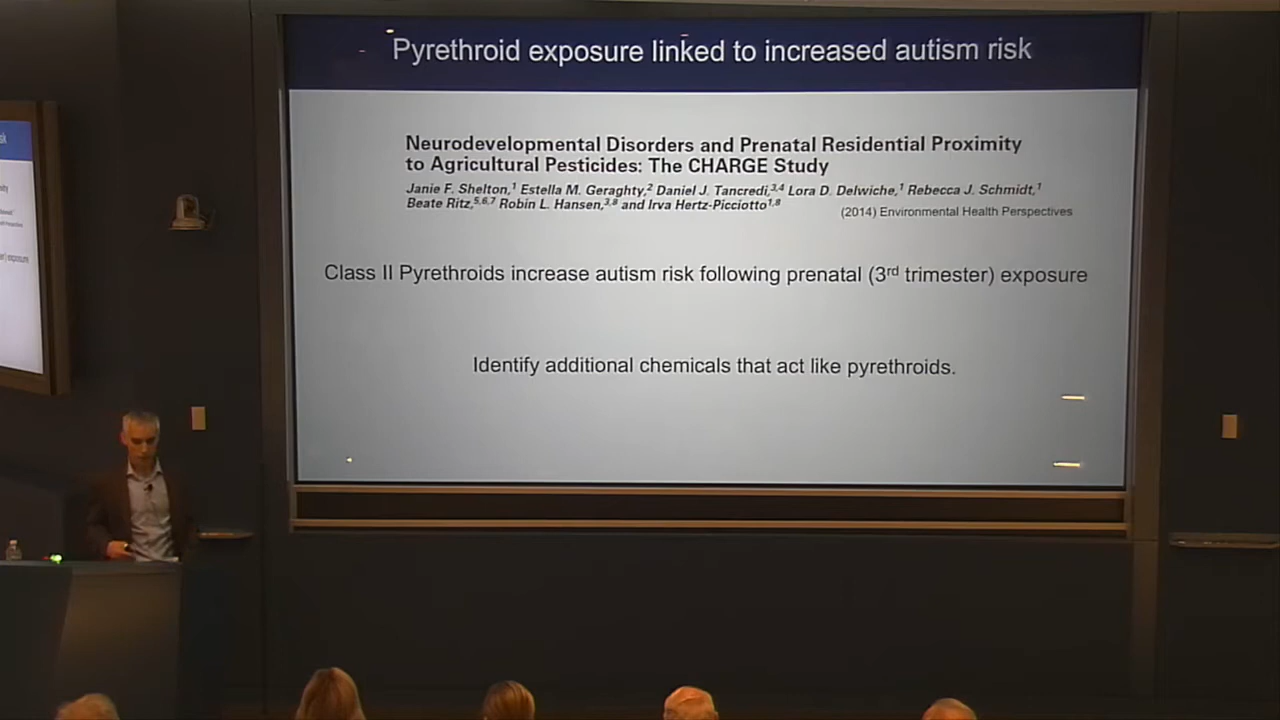 Pyrethroid exposure linked to increased autism risk
Neurodevelopmental Disorders and Prenatal Residential Proximity
to Agricultural Pesticides: The CHARGE Study
Janie F. Shelton,1 Estella M. Geraghty,2 Daniel J. Tancredi,3,4 Lora D. Delwiche,1 Rebecca J. Schmidt,1
Beate Ritz,5,6,7 Robin L. Hansen,3,8 and Irva Hertz-Picciotto1,8
(2014) Environmental Health Perspectives
Class II Pyrethroids increase autism risk following prenatal (3rd trimester) exposure
Identify additional chemicals that act like pyrethroids.